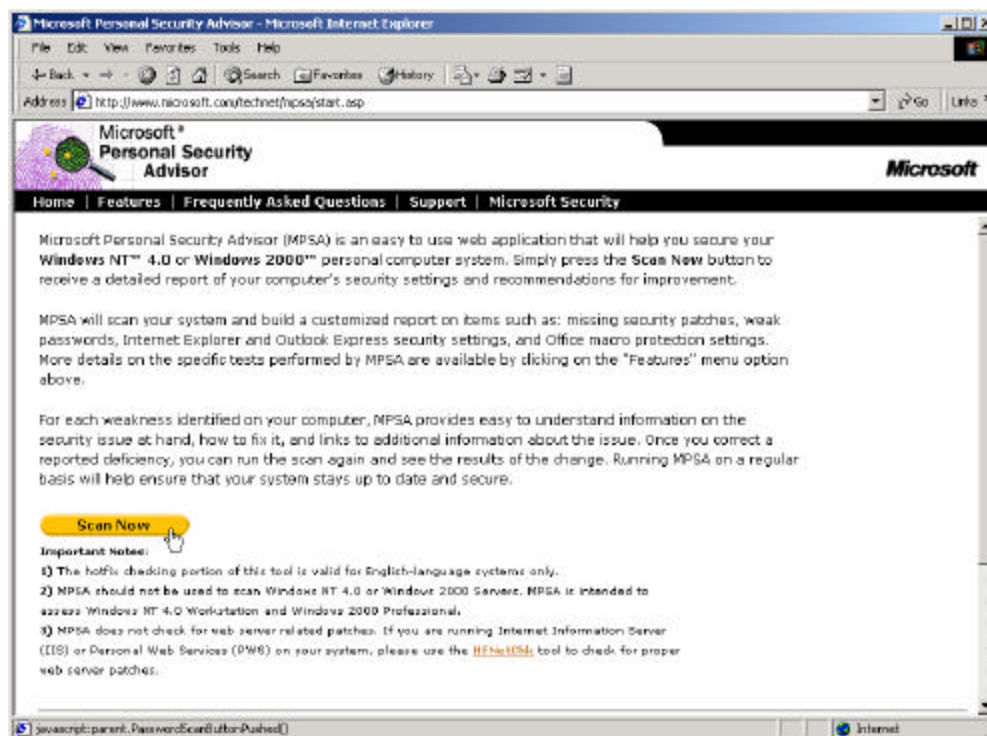 Microsoft Personal Security Advisor - Microsoft Internet Explorer
File Edit View Favorites Tools Help
Back Search Favorites History
Address http://www.microsoft.com/technet/mpsa/start.asp Go Links
Microsoft®
Personal Security
Advisor
Microsoft
Home | Features | Frequently Asked Questions | Support | Microsoft Security
Microsoft Personal Security Advisor (MPSA) is an easy to use web application that will help you secure your
Windows NT™ 4.0 or Windows 2000™ personal computer system. Simply press the Scan Now button to
receive a detailed report of your computer's security settings and recommendations for improvement.
MPSA will scan your system and build a customized report on items such as: missing security patches, weak
passwords, Internet Explorer and Outlook Express security settings, and Office macro protection settings.
More details on the specific tests performed by MPSA are available by clicking on the "Features" menu option
above.
For each weakness identified on your computer, MPSA provides easy to understand information on the
security issue at hand, how to fix it, and links to additional information about the issue. Once you correct a
reported deficiency, you can run the scan again and see the results of the change. Running MPSA on a regular
basis will help ensure that your system stays up to date and secure.
Scan Now
Important Notes:
1) The hotfix checking portion of this tool is valid for English-language systems only.
2) MPSA should not be used to scan Windows NT 4.0 or Windows 2000 Servers. MPSA is intended to
assess Windows NT 4.0 Workstation and Windows 2000 Professional.
3) MPSA does not check for web server related patches. If you are running Internet Information Server
(IIS) or Personal Web Services (PWS) on your system, please use the HFNetChk tool to check for proper
web server patches.
javascript:parent.PasswordScanButtonPushed() Internet